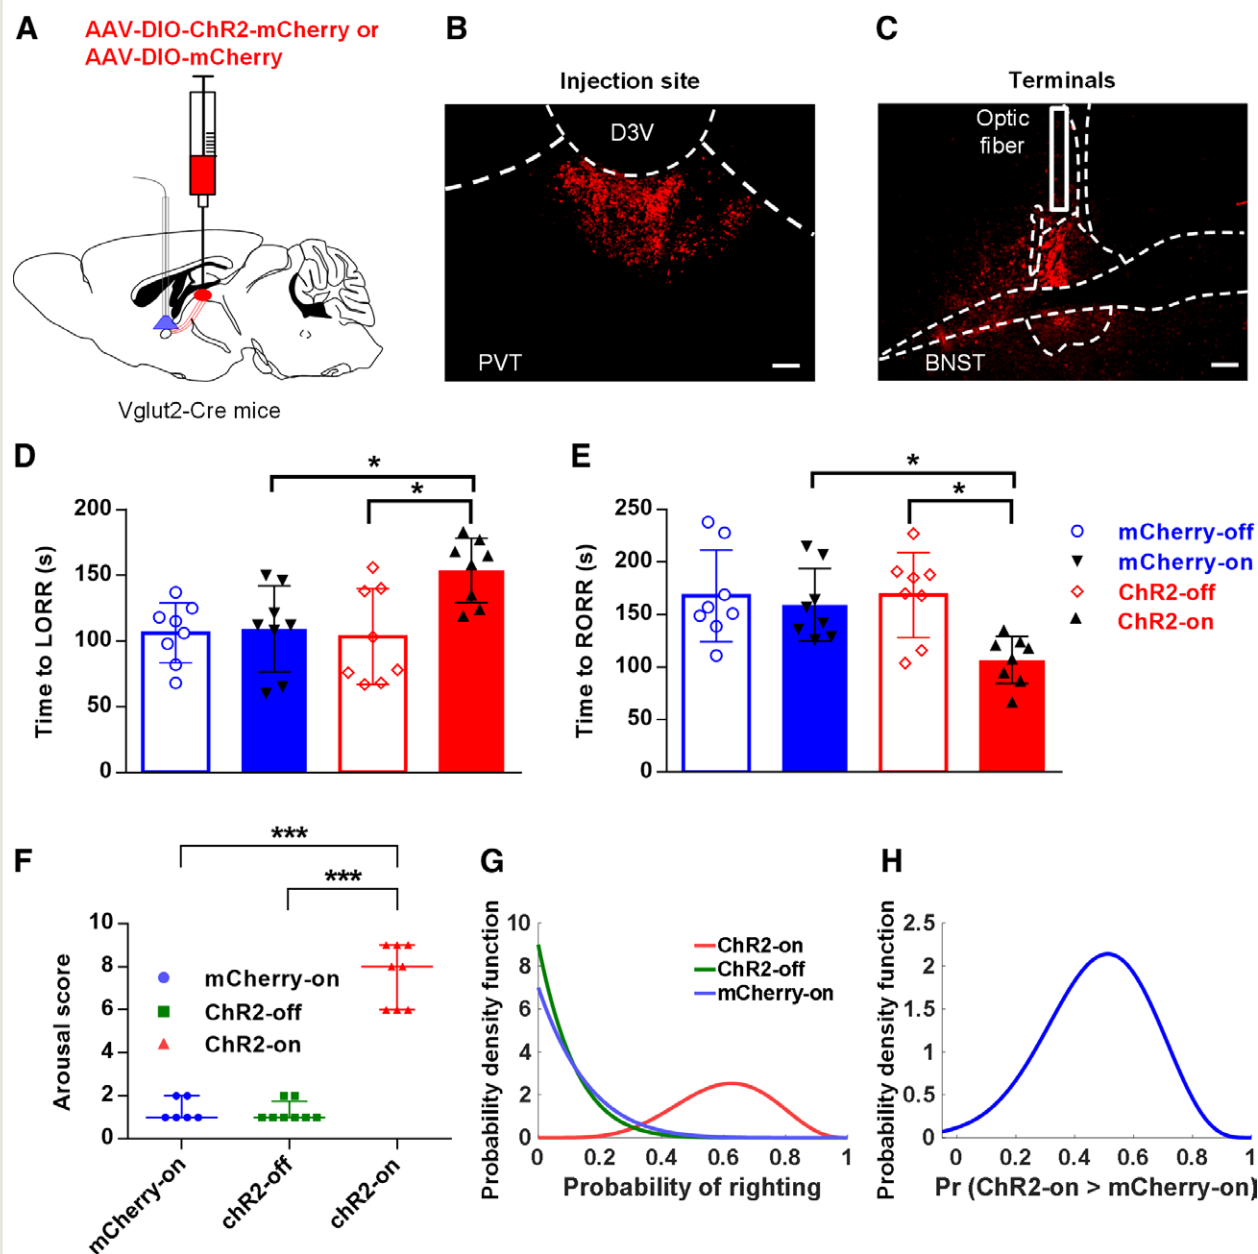 A
AAV-DIO-ChR2-mCherry or
AAV-DIO-mCherry
Vglut2-Cre mice
B
Injection site
D3V
PVT
C
Terminals
Optic
fiber
BNST
D
Time to LORR (s)
200
150
100
50
0
*
*
E
Time to RORR (s)
250
200
150
100
50
0
*
*
mCherry-off
mCherry-on
ChR2-off
ChR2-on
F
Arousal score
10
8
6
4
2
0
***
***
mCherry-on
ChR2-off
ChR2-on
mCherry-on
chR2-off
chR2-on
G
Probability density function
10
8
6
4
2
0
ChR2-on
ChR2-off
mCherry-on
0 0.2 0.4 0.6 0.8 1
Probability of righting
H
Probability density function
2.5
2
1.5
1
0.5
0
0 0.2 0.4 0.6 0.8 1
Pr (ChR2-on > mCherry-on)